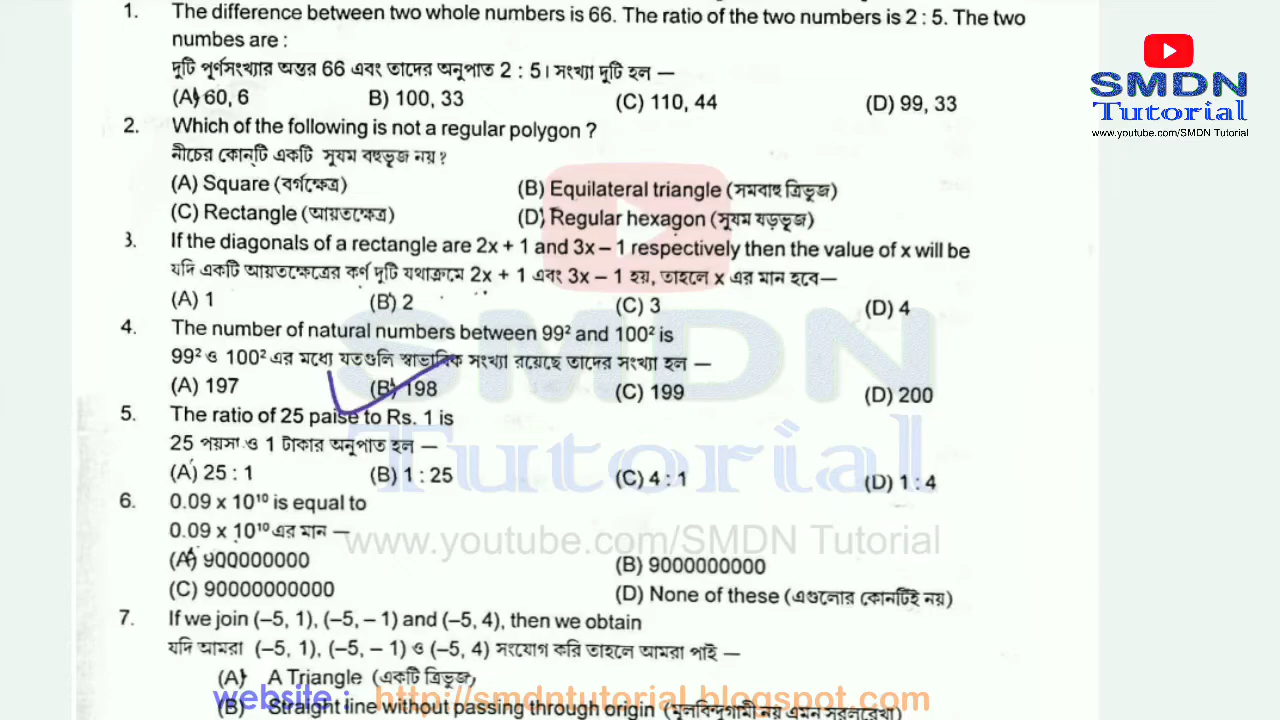 1. The difference between two whole numbers is 66. The ratio of the two numbers is 2 : 5. The two
numbes are :
দুটি পূর্ণসংখ্যার অন্তর 66 এবং তাদের অনুপাত 2 : 5। সংখ্যা দুটি হল —
(A) 60, 6 B) 100, 33 (C) 110, 44 (D) 99, 33
2. Which of the following is not a regular polygon ?
নীচের কোন্‌টি একটি সুষম বহুভূজ নয়?
(A) Square (বর্গক্ষেত্র) (B) Equilateral triangle (সমবাহু ত্রিভূজ)
(C) Rectangle (আয়তক্ষেত্র) (D) Regular hexagon (সুষম ষড়ভূজ)
3. If the diagonals of a rectangle are 2x + 1 and 3x – 1 respectively then the value of x will be
যদি একটি আয়তক্ষেত্রের কর্ণ দুটি যথাক্রমে 2x + 1 এবং 3x – 1 হয়, তাহলে x এর মান হবে—
(A) 1 (B) 2 (C) 3 (D) 4
4. The number of natural numbers between 99² and 100² is
99² ও 100² এর মধ্যে যতগুলি স্বাভাবিক সংখ্যা রয়েছে তাদের সংখ্যা হল —
(A) 197 (B) 198 (C) 199 (D) 200
5. The ratio of 25 paise to Rs. 1 is
25 পয়সা ও 1 টাকার অনুপাত হল —
(A) 25 : 1 (B) 1 : 25 (C) 4 : 1 (D) 1 : 4
6. 0.09 x 10¹⁰ is equal to
0.09 x 10¹⁰ এর মান —
(A) 900000000 (B) 9000000000
(C) 90000000000 (D) None of these (এগুলোর কোনটিই নয়)
7. If we join (–5, 1), (–5, – 1) and (–5, 4), then we obtain
যদি আমরা (–5, 1), (–5, – 1) ও (–5, 4) সংযোগ করি তাহলে আমরা পাই —
(A) A Triangle (একটি ত্রিভূজ)
(B) Straight line without passing through origin (মূলবিন্দুগামী নয় এমন সরলরেখা)
SMDN
Tutorial
www.youtube.com/SMDN Tutorial
SMDN
Tutorial
www.youtube.com/SMDN Tutorial
website : http://smdntutorial.blogspot.com